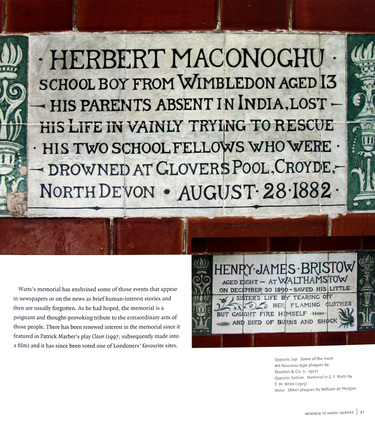 · HERBERT MACONOGHU ·
SCHOOL BOY FROM WIMBLEDON AGED 13
HIS PARENTS ABSENT IN INDIA, LOST
HIS LIFE IN VAINLY TRYING TO RESCUE
· HIS TWO SCHOOL FELLOWS WHO WERE ·
DROWNED AT GLOVERS POOL, CROYDE,
NORTH DEVON • AUGUST · 28 · 1882 ·
HENRY · JAMES · BRISTOW
AGED EIGHT — AT WALTHAMSTOW
ON DECEMBER 30 1890 – SAVED HIS LITTLE
SISTERS LIFE BY TEARING OFF
HER FLAMING CLOTHES
BUT CAUGHT FIRE HIMSELF
AND DIED OF BURNS AND SHOCK
Watts's memorial has enshrined some of those events that appear
in newspapers or on the news as brief human-interest stories and
then are usually forgotten. As he had hoped, the memorial is a
poignant and thought-provoking tribute to the extraordinary acts of
those people. There has been renewed interest in the memorial since it
featured in Patrick Marber's play Closer (1997, subsequently made into
a film) and it has since been voted one of Londoners' favourite sites.
Opposite, top Some of the more
Art Nouveau-type plaques by
Doulton & Co. (c. 1902)
Opposite, bottom Memorial to G. F. Watts by
T. H. Wren (1905)
Above Other plaques by William de Morgan
MEMORIAL TO HEROIC SACRIFICE | 21